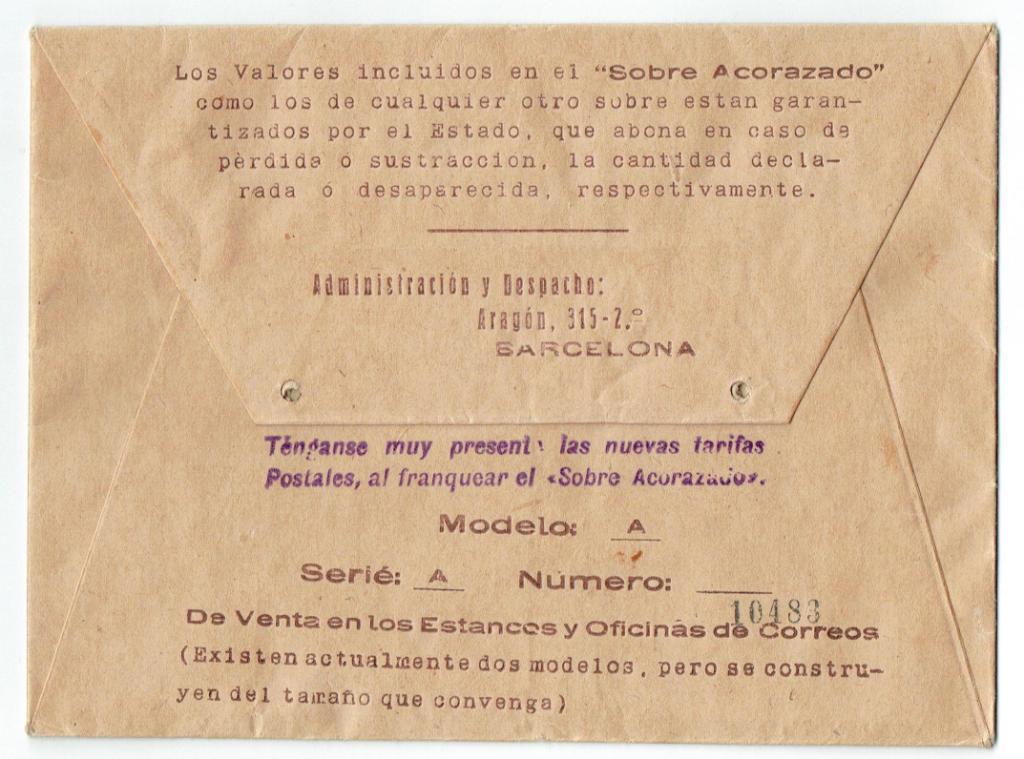 Los Valores incluidos en el "Sobre Acorazado"
como los de cualquier otro sobre estan garan-
tizados por el Estado, que abona en caso de
pèrdida o sustraccion, la cantidad decla-
rada ó desaparecida, respectivamente.
Administración y Despacho:
Aragón, 315-2.º
BARCELONA
Ténganse muy present las nuevas tarifas
Postales, al franquear el «Sobre Acorazado».
Modelo: A
Serié: A Número:
10483
De Venta en los Estancos y Oficinas de Correos
(Existen actualmente dos modelos, pero se constru-
yen del tamaño que convenga)